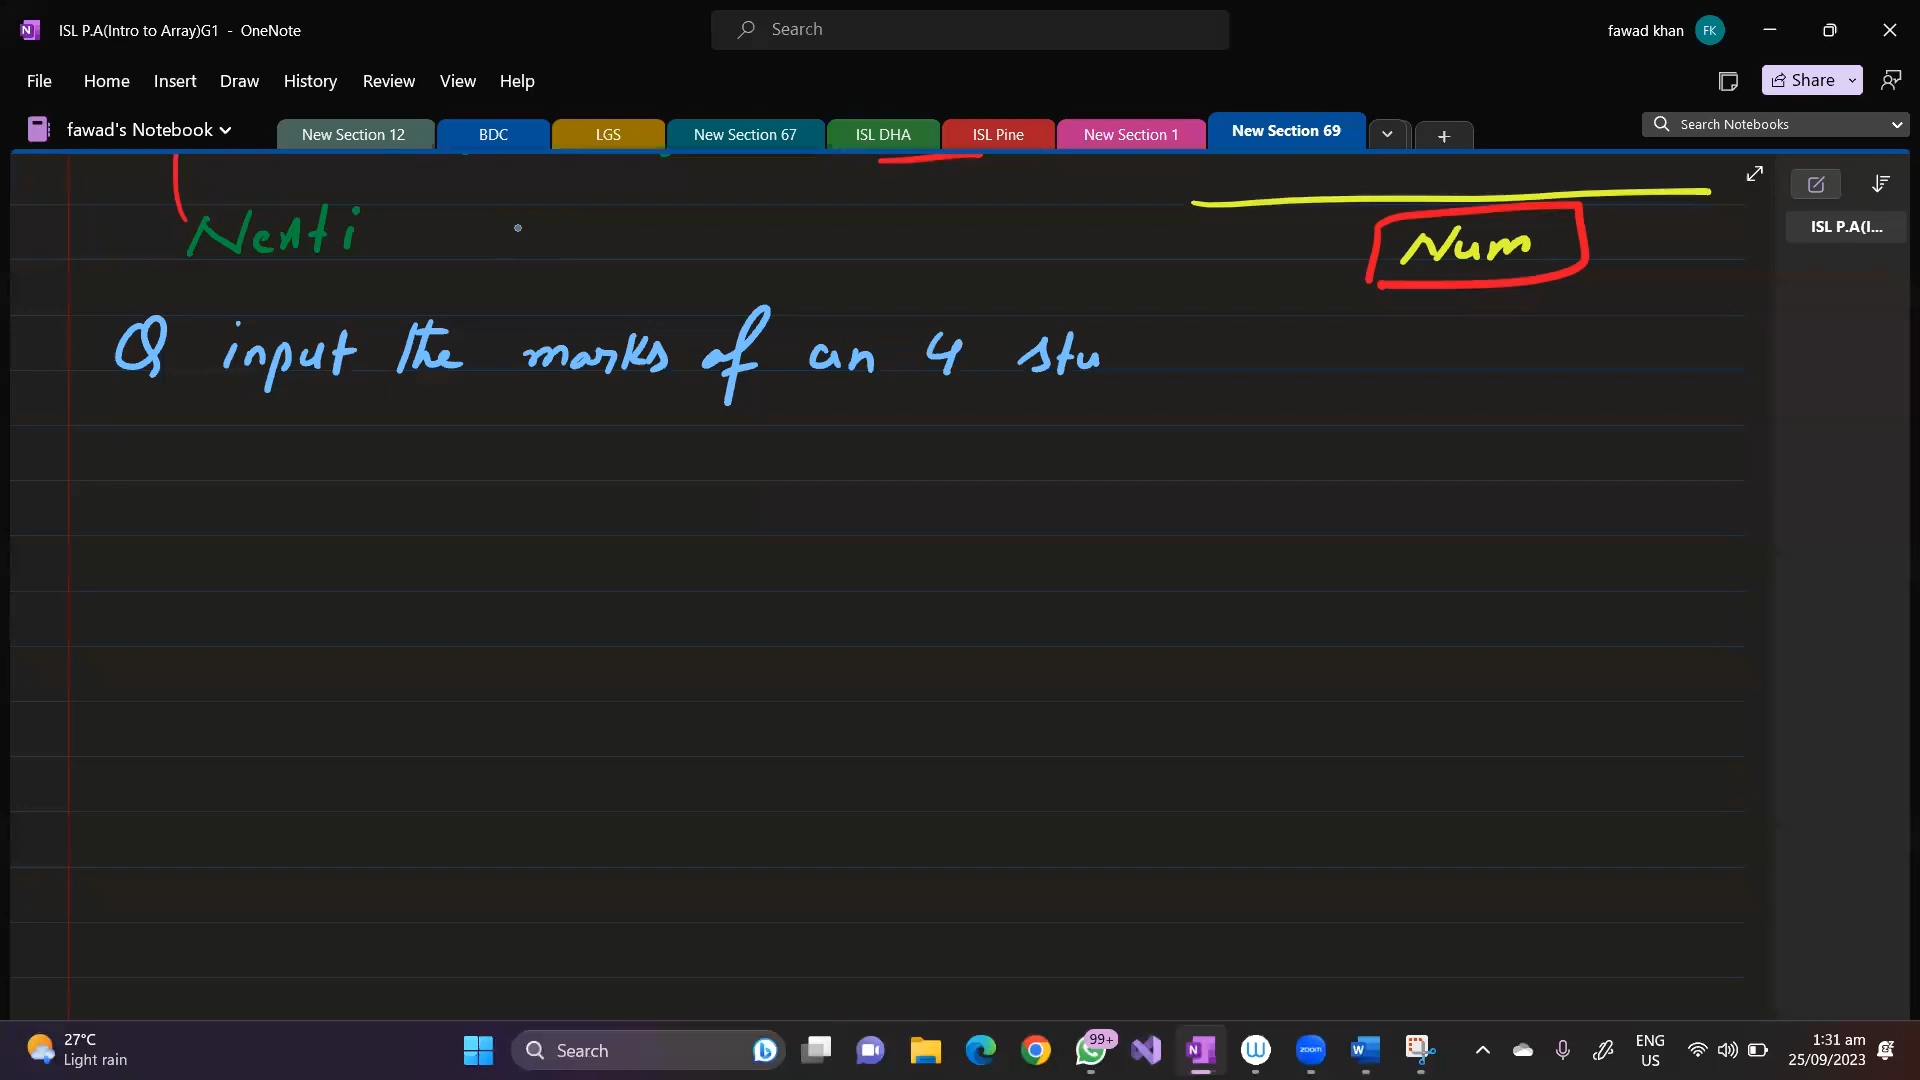 ISL P.A(Intro to Array)G1 - OneNote
Search
fawad khan
FK
File Home Insert Draw History Review View Help
Share
fawad's Notebook
New Section 12
BDC
LGS
New Section 67
ISL DHA
ISL Pine
New Section 1
New Section 69
+
Search Notebooks
ISL P.A(I...
Nexti
Num
Q input the marks of an 4 stu
27°C
Light rain
Search
99+
zoom
ENG
US
1:31 am
25/09/2023